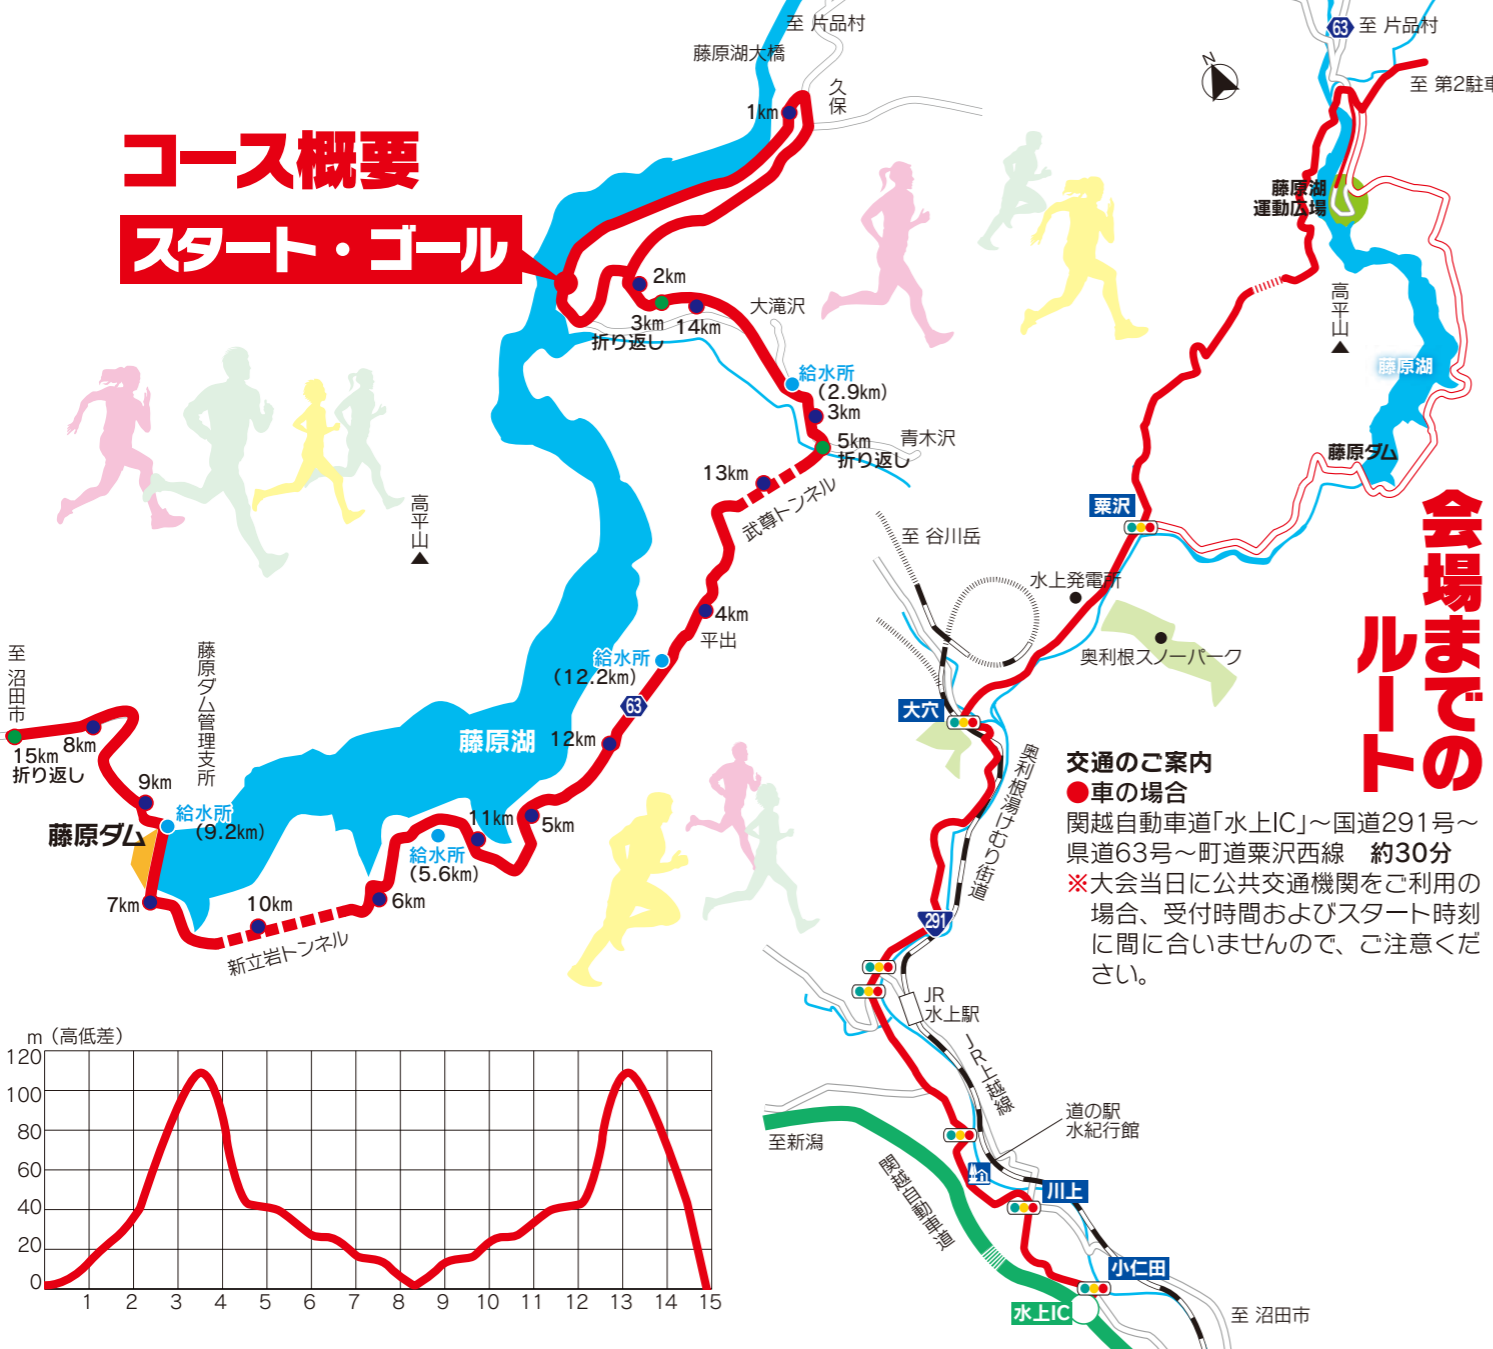 コース概要
スタート・ゴール
至 片品村
藤原湖大橋
久保
1km
2km
3km
折り返し
14km
大滝沢
給水所
(2.9km)
3km
5km
折り返し
青木沢
13km
武尊トンネル
高平山
4km
平出
給水所
(12.2km)
63
12km
藤原湖
5km
11km
給水所
(5.6km)
6km
10km
新立岩トンネル
7km
藤原ダム
給水所
(9.2km)
9km
藤原ダム管理支所
8km
至 沼田市
15km
折り返し
m(高低差)
120
100
80
60
40
20
0
1 2 3 4 5 6 7 8 9 10 11 12 13 14 15
会場までの
ルート
N
63
至 片品村
至 第2駐車
藤原湖
運動広場
高平山
藤原湖
藤原ダム
粟沢
至 谷川岳
水上発電所
奥利根スノーパーク
大穴
奥利根湯けむり街道
291
JR
水上駅
JR上越線
道の駅
水紀行館
至新潟
関越自動車道
川上
小仁田
水上IC
至 沼田市
交通のご案内
●車の場合
関越自動車道「水上IC」～国道291号～
県道63号～町道粟沢西線 約30分
※大会当日に公共交通機関をご利用の
場合、受付時間およびスタート時刻
に間に合いませんので、ご注意くだ
さい。